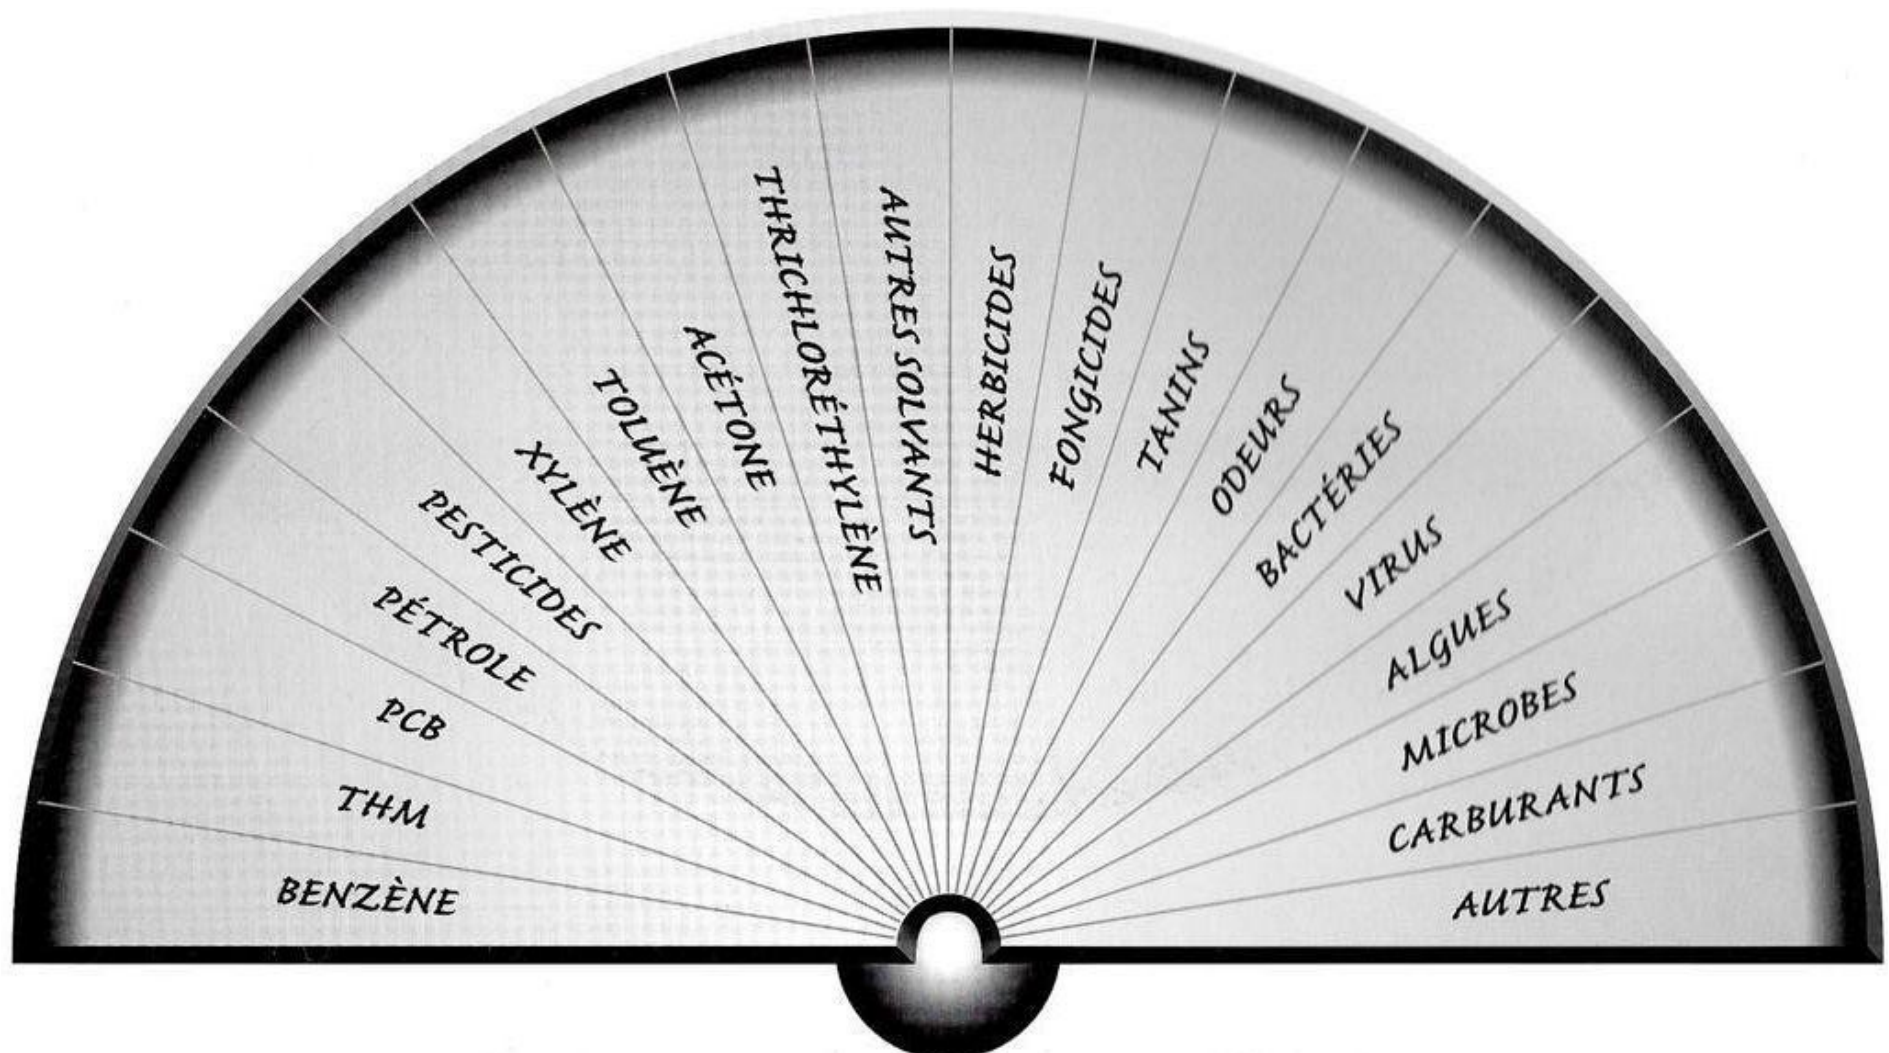 BENZÈNE
THM
PCB
PÉTROLE
PESTICIDES
XYLÈNE
TOLUÈNE
ACÉTONE
THRICHLORÉTHYLÈNE
AUTRES SOLVANTS
HERBICIDES
FONGICIDES
TANINS
ODEURS
BACTÉRIES
VIRUS
ALGUES
MICROBES
CARBURANTS
AUTRES